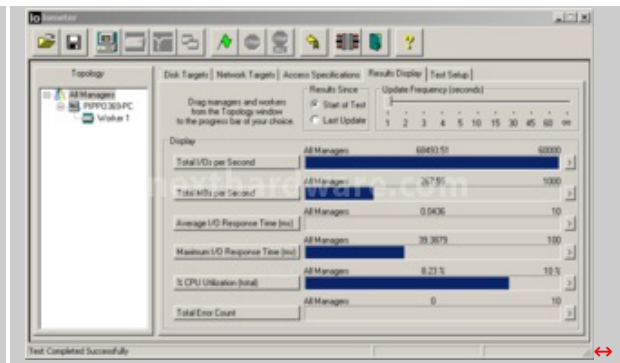 Iometer
Topology
All Managers
PIPPO369-PC
Worker 1
Disk Targets
Network Targets
Access Specifications
Results Display
Test Setup
Drag managers and workers
from the Topology window
to the progress bar of your choice.
Results Since
Start of Test
Last Update
Update Frequency (seconds)
1 2 3 4 5 10 15 30 45 60 ∞
Display
All Managers 68493.51 60000
Total I/Os per Second
All Managers 267.55 1000
Total MBs per Second
nexthardware.com
All Managers 0.0436 10
Average I/O Response Time (ms)
All Managers 39.3879 100
Maximum I/O Response Time (ms)
All Managers 8.23 % 10 %
% CPU Utilization (total)
All Managers 0 10
Total Error Count
Test Completed Successfully